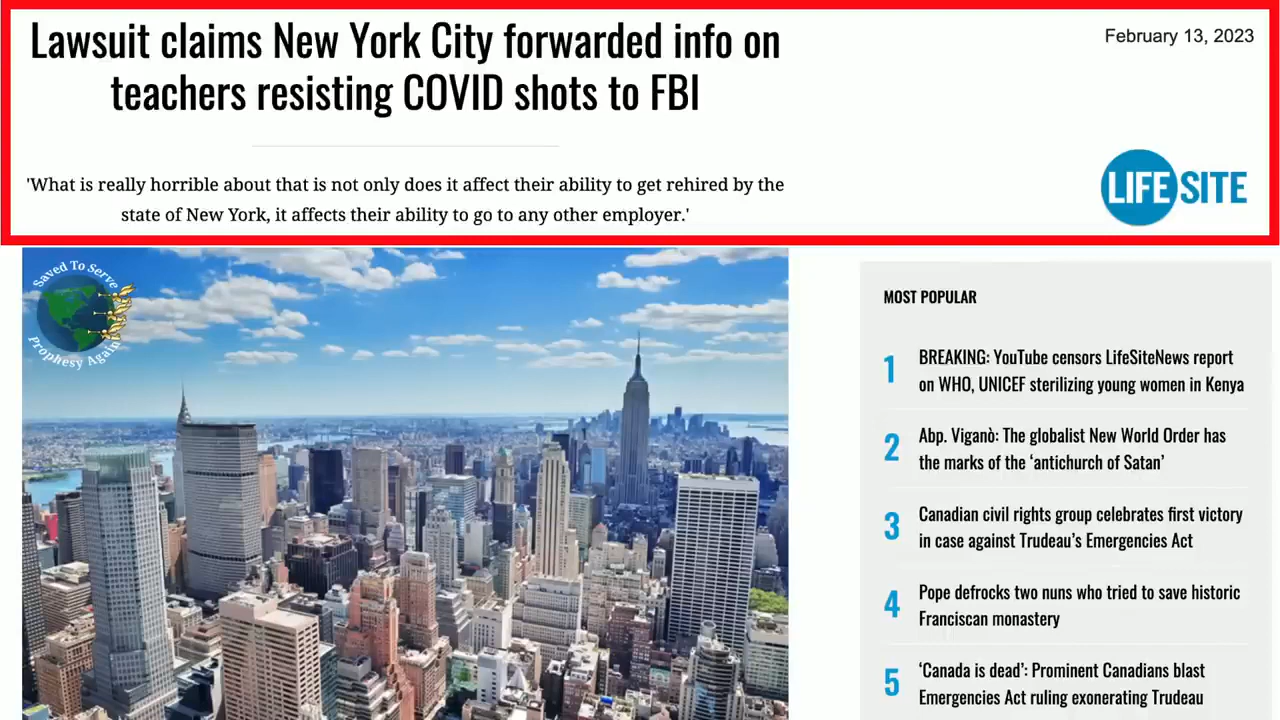 Lawsuit claims New York City forwarded info on
teachers resisting COVID shots to FBI
February 13, 2023
'What is really horrible about that is not only does it affect their ability to get rehired by the
state of New York, it affects their ability to go to any other employer.'
LIFESITE
Saved To Serve
Prophesy Again
MOST POPULAR
1
BREAKING: YouTube censors LifeSiteNews report
on WHO, UNICEF sterilizing young women in Kenya
2
Abp. Viganò: The globalist New World Order has
the marks of the ‘antichurch of Satan’
3
Canadian civil rights group celebrates first victory
in case against Trudeau’s Emergencies Act
4
Pope defrocks two nuns who tried to save historic
Franciscan monastery
5
‘Canada is dead’: Prominent Canadians blast
Emergencies Act ruling exonerating Trudeau